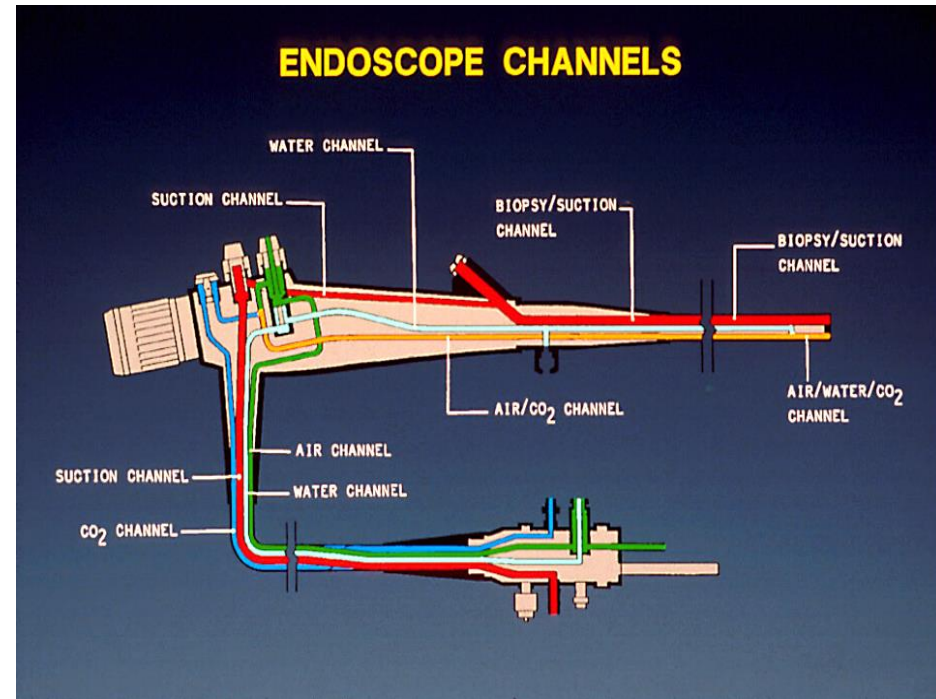 ENDOSCOPE CHANNELS
WATER CHANNEL
SUCTION CHANNEL
BIOPSY/SUCTION
CHANNEL
BIOPSY/SUCTION
CHANNEL
AIR/CO2 CHANNEL
AIR/WATER/CO2
CHANNEL
AIR CHANNEL
SUCTION CHANNEL
WATER CHANNEL
CO2 CHANNEL